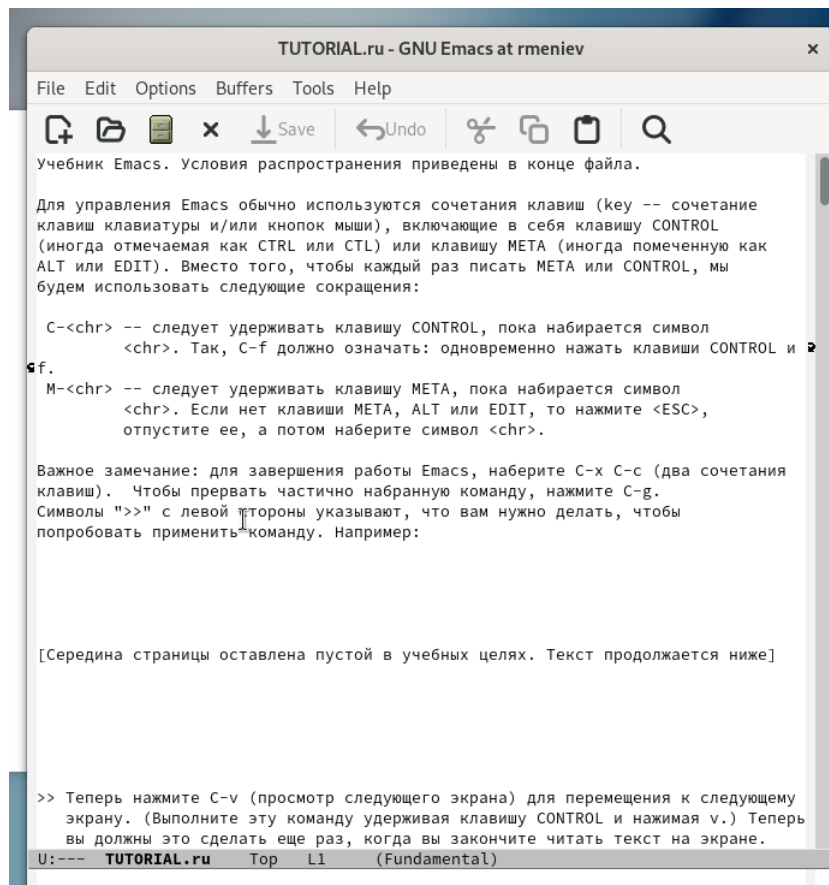 TUTORIAL.ru - GNU Emacs at rmeniev
File Edit Options Buffers Tools Help
Save Undo
Учебник Emacs. Условия распространения приведены в конце файла.
Для управления Emacs обычно используются сочетания клавиш (key -- сочетание
клавиш клавиатуры и/или кнопок мыши), включающие в себя клавишу CONTROL
(иногда отмечаемая как CTRL или CTL) или клавишу META (иногда помеченную как
ALT или EDIT). Вместо того, чтобы каждый раз писать META или CONTROL, мы
будем использовать следующие сокращения:
C-<chr> -- следует удерживать клавишу CONTROL, пока набирается символ
<chr>. Так, C-f должно означать: одновременно нажать клавиши CONTROL и
f.
M-<chr> -- следует удерживать клавишу META, пока набирается символ
<chr>. Если нет клавиши META, ALT или EDIT, то нажмите <ESC>,
отпустите ее, а потом наберите символ <chr>.
Важное замечание: для завершения работы Emacs, наберите C-x C-c (два сочетания
клавиш).  Чтобы прервать частично набранную команду, нажмите C-g.
Символы ">>" с левой стороны указывают, что вам нужно делать, чтобы
попробовать применить команду. Например:
[Середина страницы оставлена пустой в учебных целях. Текст продолжается ниже]
>> Теперь нажмите C-v (просмотр следующего экрана) для перемещения к следующему
экрану. (Выполните эту команду удерживая клавишу CONTROL и нажимая v.) Теперь
вы должны это сделать еще раз, когда вы закончите читать текст на экране.
U:--- TUTORIAL.ru Top L1 (Fundamental)